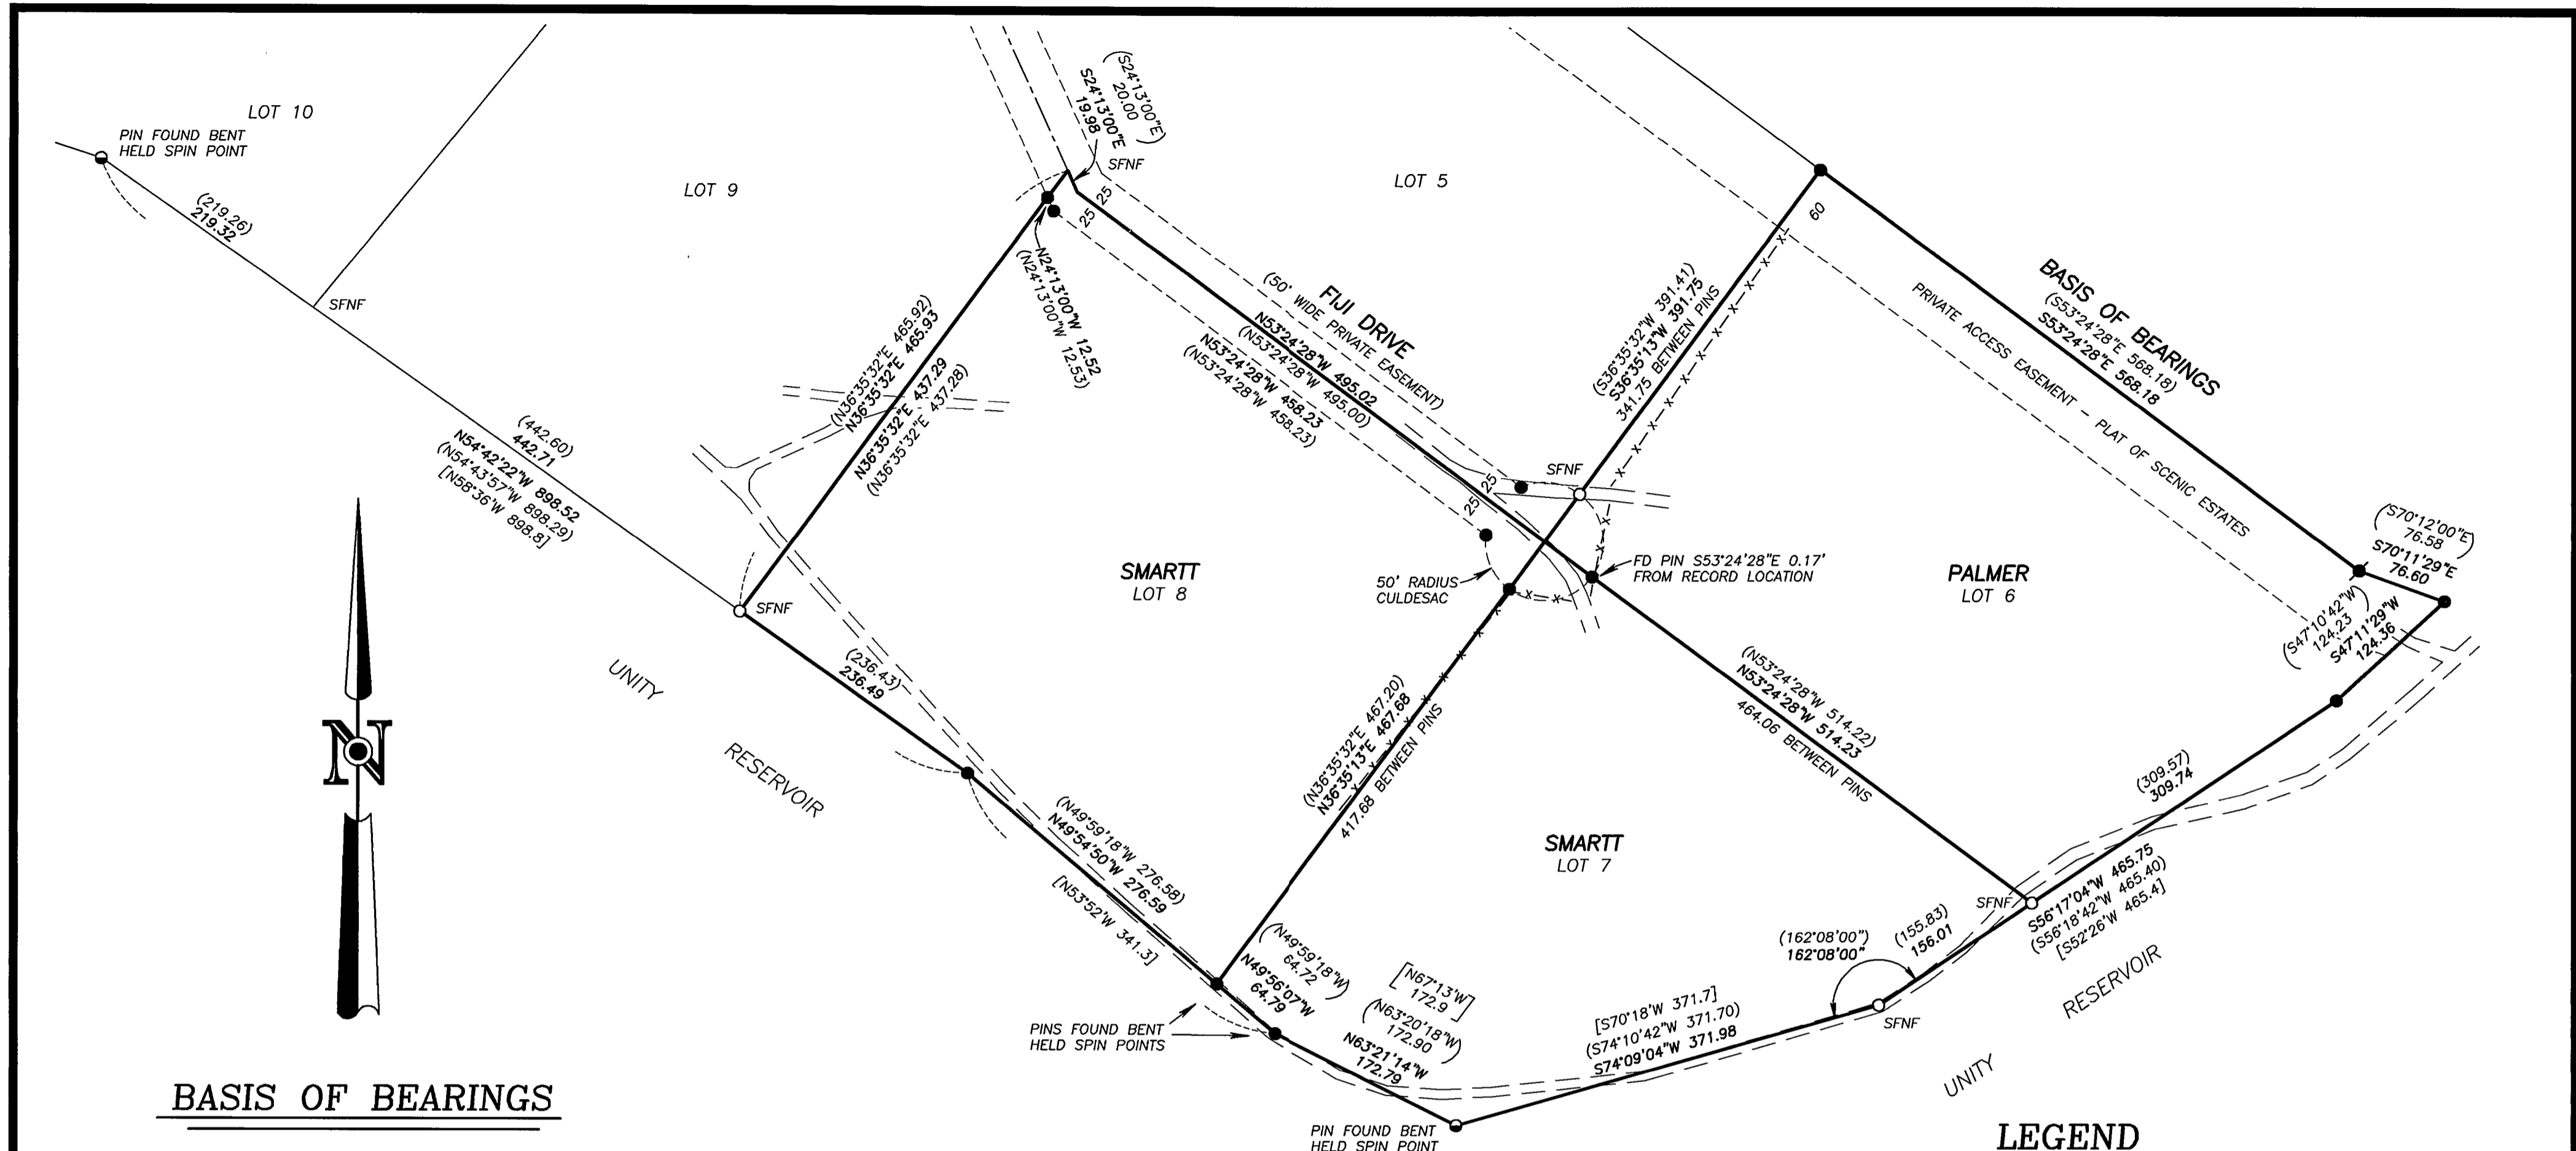 LOT 10
PIN FOUND BENT
HELD SPIN POINT
(219.26)
219.32
SFNF
LOT 9
(S24°13'00"E)
20.00
S24°13'00"E
19.98
SFNF
25
25
N24°13'00"W 12.52
(N24°13'00"W 12.53)
LOT 5
FIJI DRIVE
(50' WIDE PRIVATE EASEMENT)
N53°24'28"W 495.02
(N53°24'28"W 495.00)
N53°24'28"W 458.23
(N53°24'28"W 458.23)
(N36°35'32"E 465.92)
N36°35'32"E 465.93
N36°35'32"E 437.29
(N36°35'32"E 437.28)
60
(S36°35'32"W 391.41)
S36°35'13"W 391.75
341.75 BETWEEN PINS
BASIS OF BEARINGS
(S53°24'28"E 568.18)
S53°24'28"E 568.18
PRIVATE ACCESS EASEMENT - PLAT OF SCENIC ESTATES
(S70°12'00"E)
76.58
S70°11'29"E
76.60
(S47°10'42"W)
124.23
S47°11'29"W
124.36
(442.60)
442.71
N54°42'22"W 898.52
(N54°43'57"W 898.29)
[N58°36'W 898.8]
SFNF
25
25
SMARTT
LOT 8
50' RADIUS
CULDESAC
FD PIN S53°24'28"E 0.17'
FROM RECORD LOCATION
PALMER
LOT 6
SFNF
(236.43)
236.49
UNITY
RESERVOIR
(N36°35'32"E 467.20)
N36°35'13"E 467.68
417.68 BETWEEN PINS
(N53°24'28"W 514.22)
N53°24'28"W 514.23
464.06 BETWEEN PINS
(309.57)
309.74
N
(N49°59'18"W 276.58)
N49°54'50"W 276.59
[N53°52'W 341.3]
SMARTT
LOT 7
SFNF
S56°17'04"W 465.75
(S56°18'42"W 465.40)
[S52°26'W 465.4]
(155.83)
156.01
(162°08'00")
162°08'00"
(N49°59'18"W)
64.72
N49°56'07"W
64.79
[N67°13'W]
172.9
(N63°20'18"W)
172.90
N63°21'14"W
172.79
[S70°18'W 371.7]
(S74°10'42"W 371.70)
S74°09'04"W 371.98
SFNF
RESERVOIR
UNITY
PINS FOUND BENT
HELD SPIN POINTS
PIN FOUND BENT
HELD SPIN POINT
BASIS OF BEARINGS
LEGEND